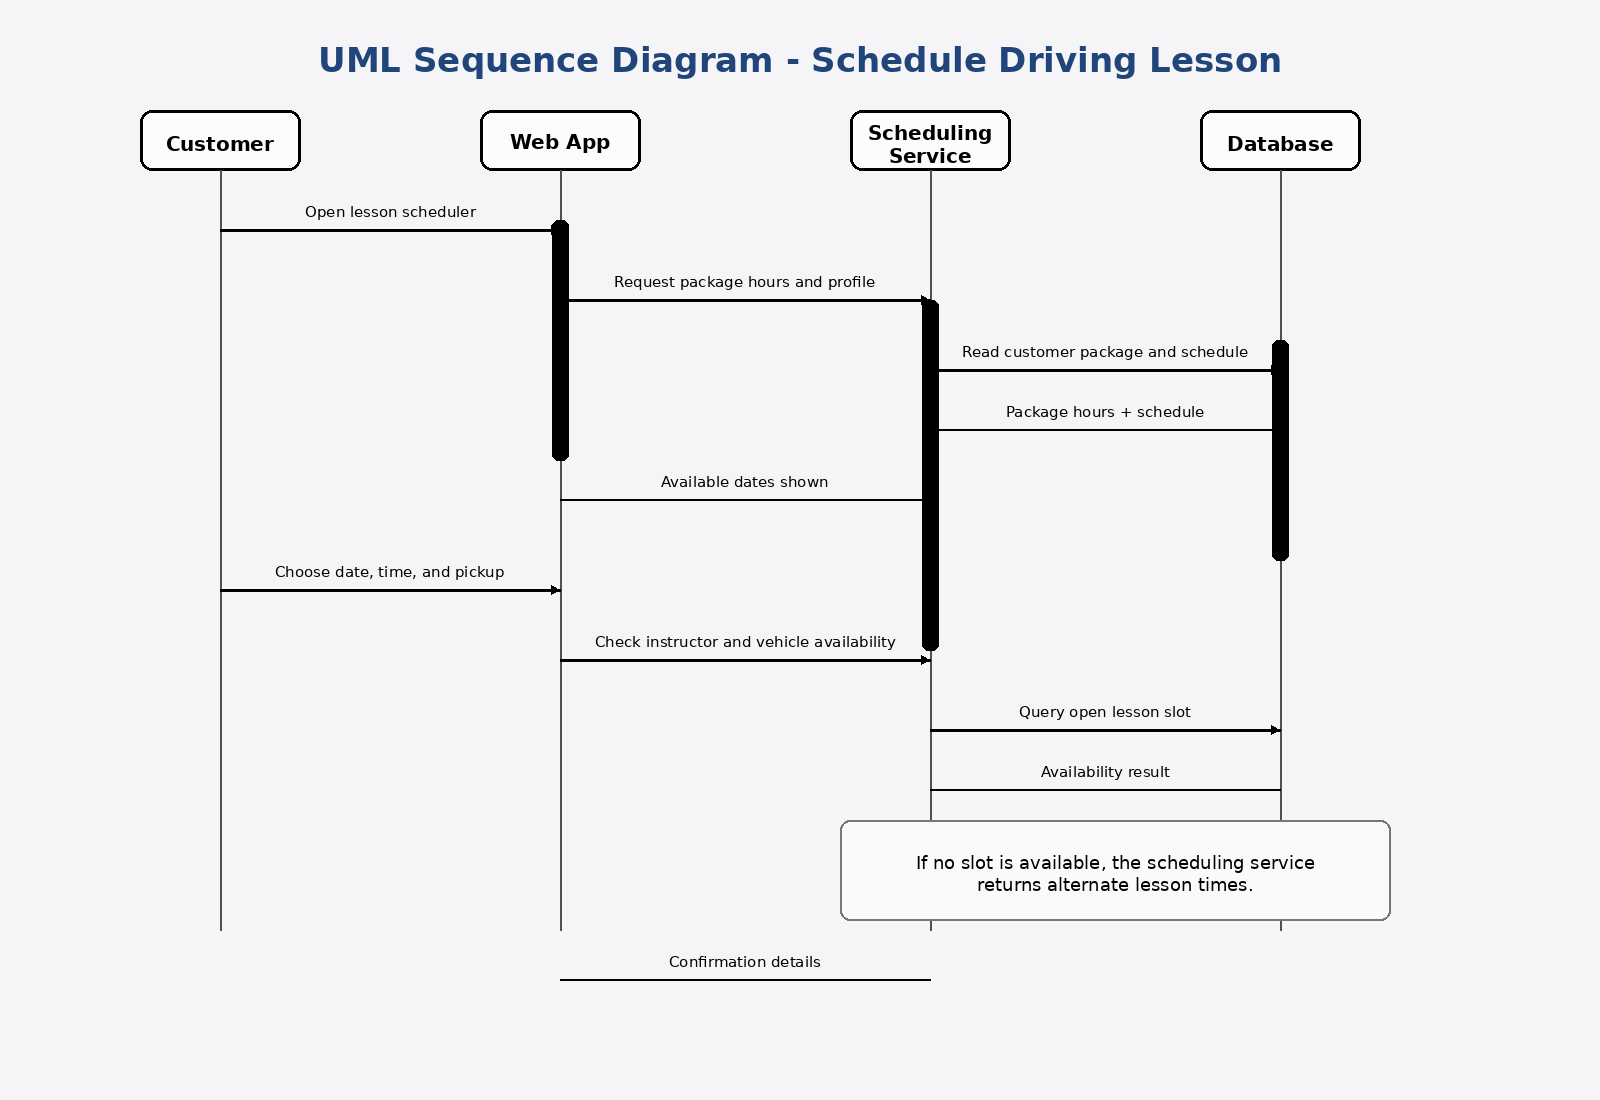 UML Sequence Diagram - Schedule Driving Lesson
Customer
Web App
Scheduling
Service
Database
Open lesson scheduler
Request package hours and profile
Read customer package and schedule
Package hours + schedule
Available dates shown
Choose date, time, and pickup
Check instructor and vehicle availability
Query open lesson slot
Availability result
If no slot is available, the scheduling service
returns alternate lesson times.
Confirmation details